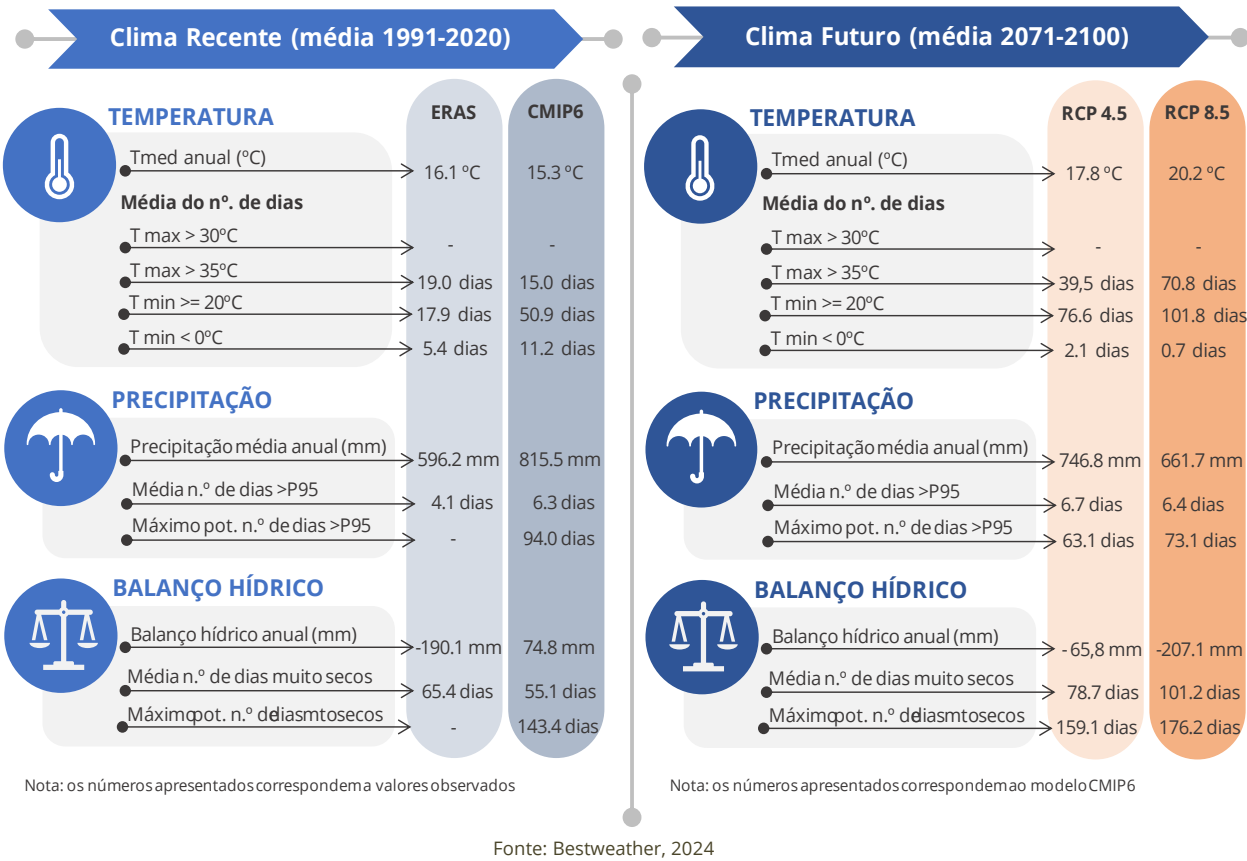 Clima Recente (média 1991-2020)
ERAS CMIP6
TEMPERATURA
Tmed anual (ºC) 16.1 ºC 15.3 ºC
Média do nº. de dias
T max > 30ºC - -
T max > 35ºC 19.0 dias 15.0 dias
T min >= 20ºC 17.9 dias 50.9 dias
T min < 0ºC 5.4 dias 11.2 dias
PRECIPITAÇÃO
Precipitação média anual (mm) 596.2 mm 815.5 mm
Média n.º de dias >P95 4.1 dias 6.3 dias
Máximo pot. n.º de dias >P95 - 94.0 dias
BALANÇO HÍDRICO
Balanço hídrico anual (mm) -190.1 mm 74.8 mm
Média n.º de dias muito secos 65.4 dias 55.1 dias
Máximo pot. n.º de dias mto secos - 143.4 dias
Nota: os números apresentados correspondem a valores observados
Clima Futuro (média 2071-2100)
RCP 4.5 RCP 8.5
TEMPERATURA
Tmed anual (ºC) 17.8 ºC 20.2 ºC
Média do nº. de dias
T max > 30ºC - -
T max > 35ºC 39,5 dias 70.8 dias
T min >= 20ºC 76.6 dias 101.8 dias
T min < 0ºC 2.1 dias 0.7 dias
PRECIPITAÇÃO
Precipitação média anual (mm) 746.8 mm 661.7 mm
Média n.º de dias >P95 6.7 dias 6.4 dias
Máximo pot. n.º de dias >P95 63.1 dias 73.1 dias
BALANÇO HÍDRICO
Balanço hídrico anual (mm) -65,8 mm -207.1 mm
Média n.º de dias muito secos 78.7 dias 101.2 dias
Máximo pot. n.º de dias mto secos 159.1 dias 176.2 dias
Nota: os números apresentados correspondem ao modelo CMIP6
Fonte: Bestweather, 2024